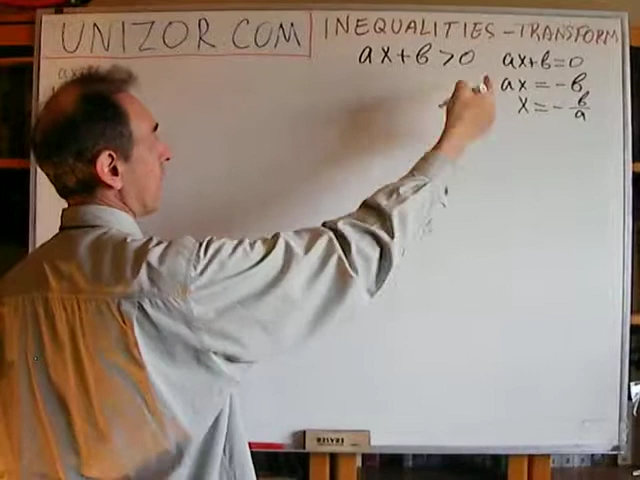 UNIZOR.COM
INEQUALITIES - TRANSFORM
ax+b>0
ax+b=0
ax=-b
x=-b/a